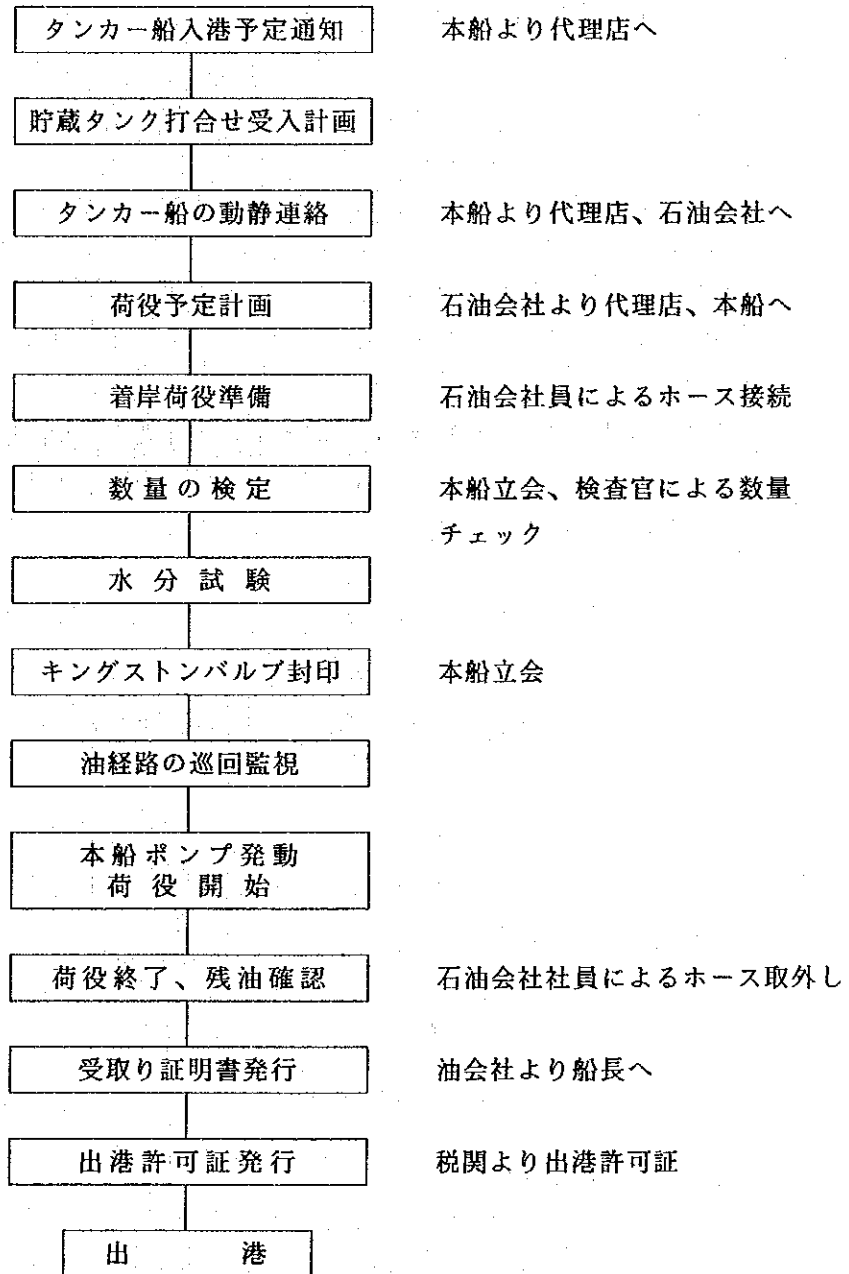 タンカー船入港予定通知　本船より代理店へ
貯蔵タンク打合せ受入計画
タンカー船の動静連絡　本船より代理店、石油会社へ
荷役予定計画　石油会社より代理店、本船へ
着岸荷役準備　石油会社員によるホース接続
数量の検定　本船立会、検査官による数量
チェック
水分試験
キングストンバルブ封印　本船立会
油経路の巡回監視
本船ポンプ発動
荷役開始
荷役終了、残油確認　石油会社社員によるホース取外し
受取り証明書発行　油会社より船長へ
出港許可証発行　税関より出港許可証
出港